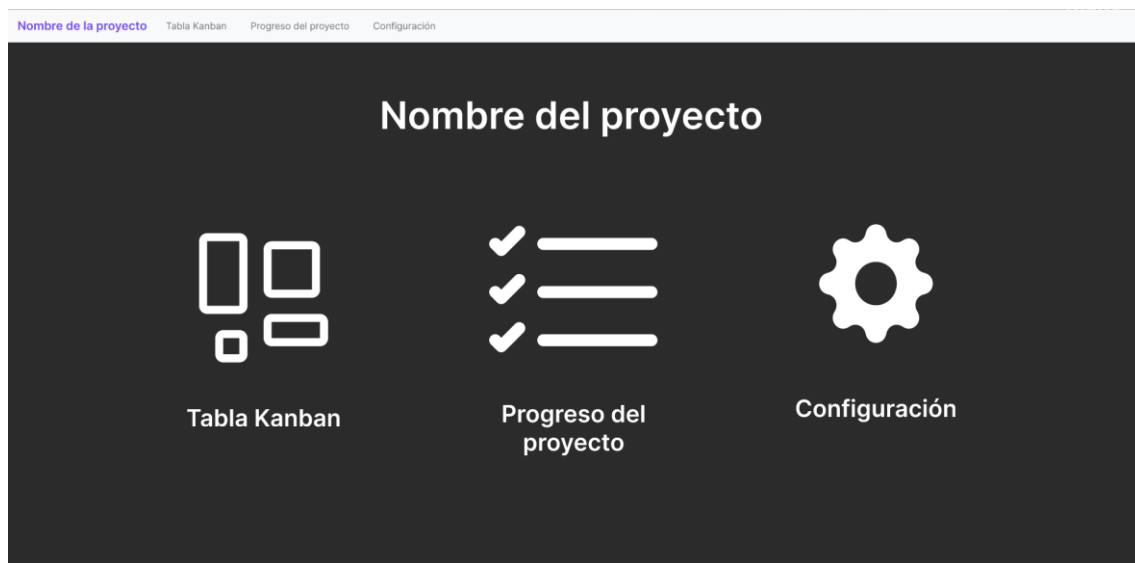 Nombre de la proyecto Tabla Kanban Progreso del proyecto Configuración
Nombre del proyecto
Tabla Kanban
Progreso del
proyecto
Configuración